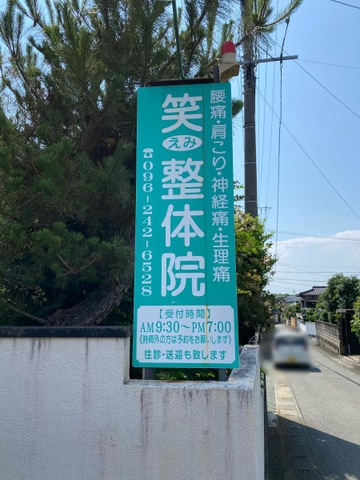 腰痛・肩こり・神経痛・生理痛
笑整体院
えみ
☎096-242-6528
【受付時間】
AM9:30〜PM7:00
《時間外の方は予約をお願いします》
往診・送迎も致します